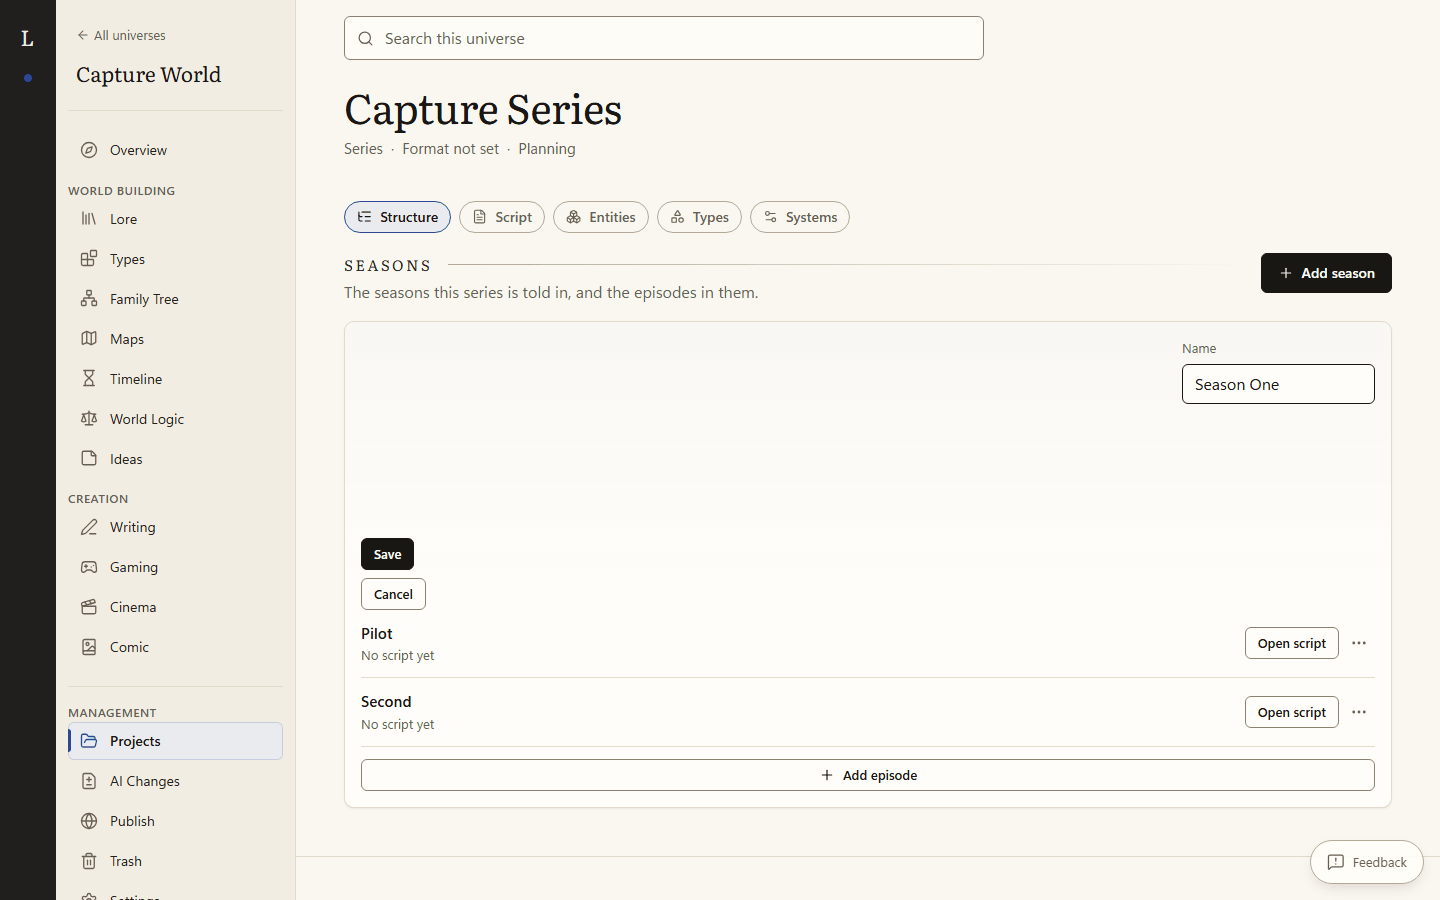 L
All universes
Capture World
Overview
WORLD BUILDING
Lore
Types
Family Tree
Maps
Timeline
World Logic
Ideas
CREATION
Writing
Gaming
Cinema
Comic
MANAGEMENT
Projects
AI Changes
Publish
Trash
Settings
Search this universe
Capture Series
Series · Format not set · Planning
Structure Script Entities Types Systems
SEASONS
Add season
The seasons this series is told in, and the episodes in them.
Name
Season One
Save
Cancel
Pilot
No script yet
Open script
Second
No script yet
Open script
Add episode
Feedback